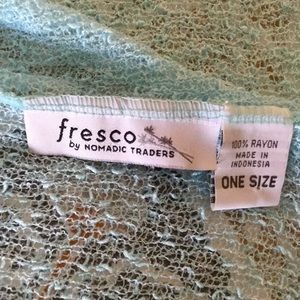 fresco
by NOMADIC TRADERS
100% RAYON
MADE IN
INDONESIA
ONE SIZE